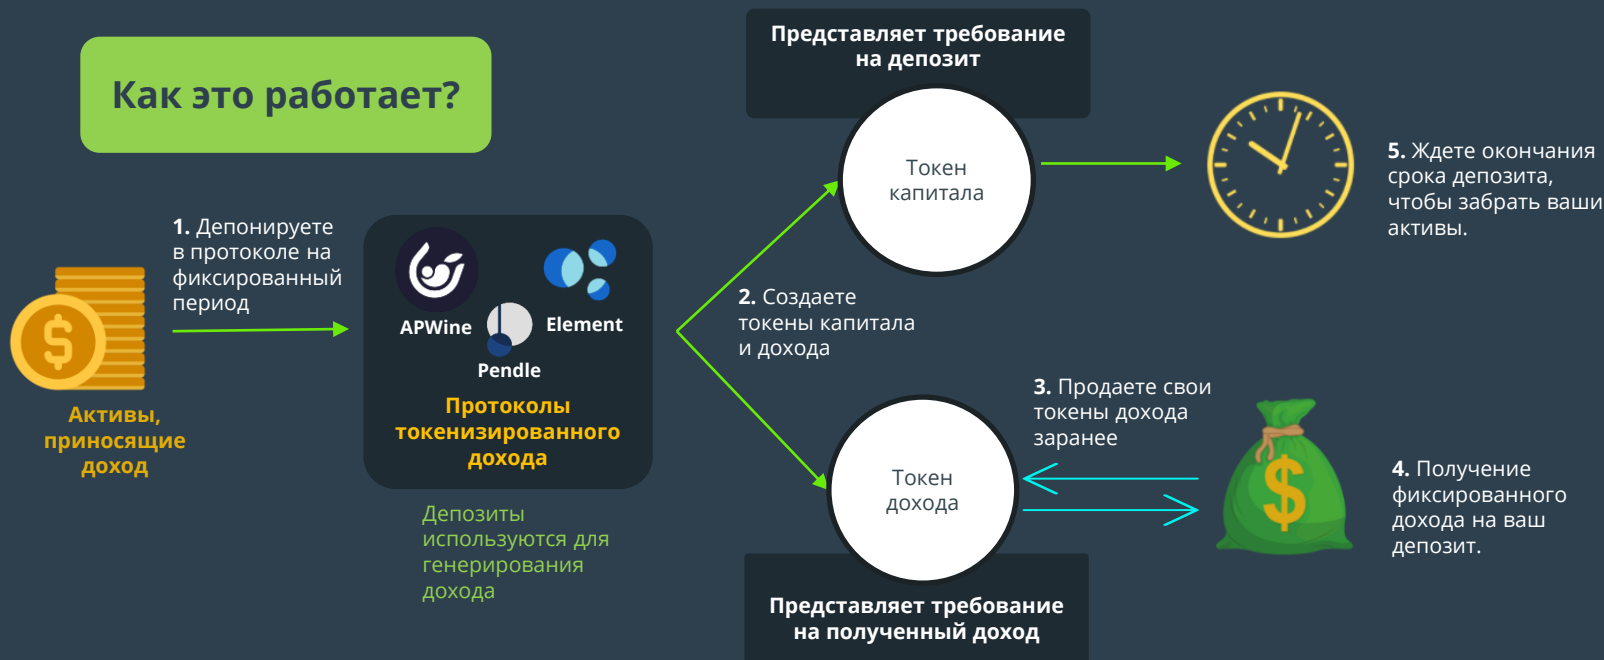 Как это работает?
1. Депонируете
в протоколе на
фиксированный
период
Активы,
приносящие
доход
APWine
Element
Pendle
Протоколы
токенизированного
дохода
Депозиты
используются для
генерирования
дохода
2. Создаете
токены капитала
и дохода
Представляет требование
на депозит
Токен
капитала
5. Ждете окончания
срока депозита,
чтобы забрать ваши
активы.
3. Продаете свои
токены дохода
заранее
Токен
дохода
Представляет требование
на полученный доход
$
$
4. Получение
фиксированного
дохода на ваш
депозит.